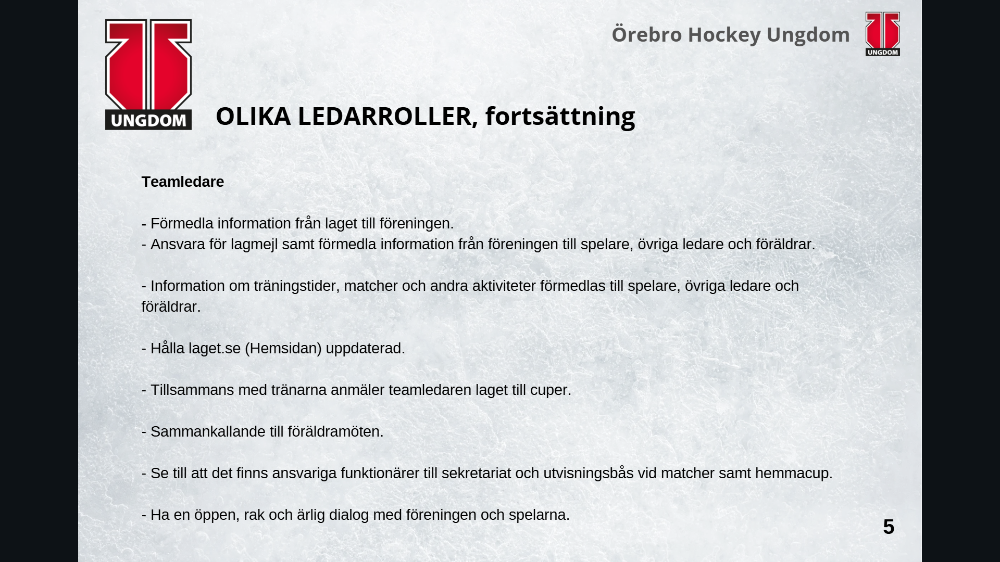 Örebro Hockey Ungdom
UNGDOM
UNGDOM
OLIKA LEDARROLLER, fortsättning
Teamledare
- Förmedla information från laget till föreningen.
- Ansvara för lagmejl samt förmedla information från föreningen till spelare, övriga ledare och föräldrar.
- Information om träningstider, matcher och andra aktiviteter förmedlas till spelare, övriga ledare och
föräldrar.
- Hålla laget.se (Hemsidan) uppdaterad.
- Tillsammans med tränarna anmäler teamledaren laget till cuper.
- Sammankallande till föräldramöten.
- Se till att det finns ansvariga funktionärer till sekretariat och utvisningsbås vid matcher samt hemmacup.
- Ha en öppen, rak och ärlig dialog med föreningen och spelarna.
5